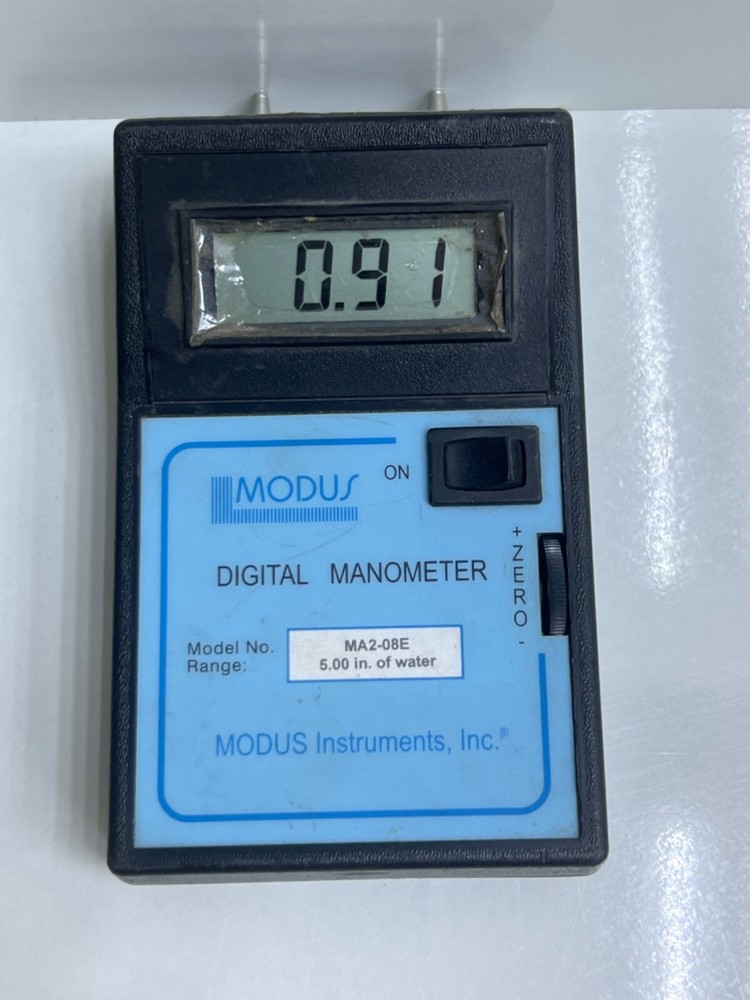 0.91
MODUS
ON
+ ZERO -
DIGITAL MANOMETER
Model No. MA2-08E
Range: 5.00 in. of water
MODUS Instruments, Inc.®